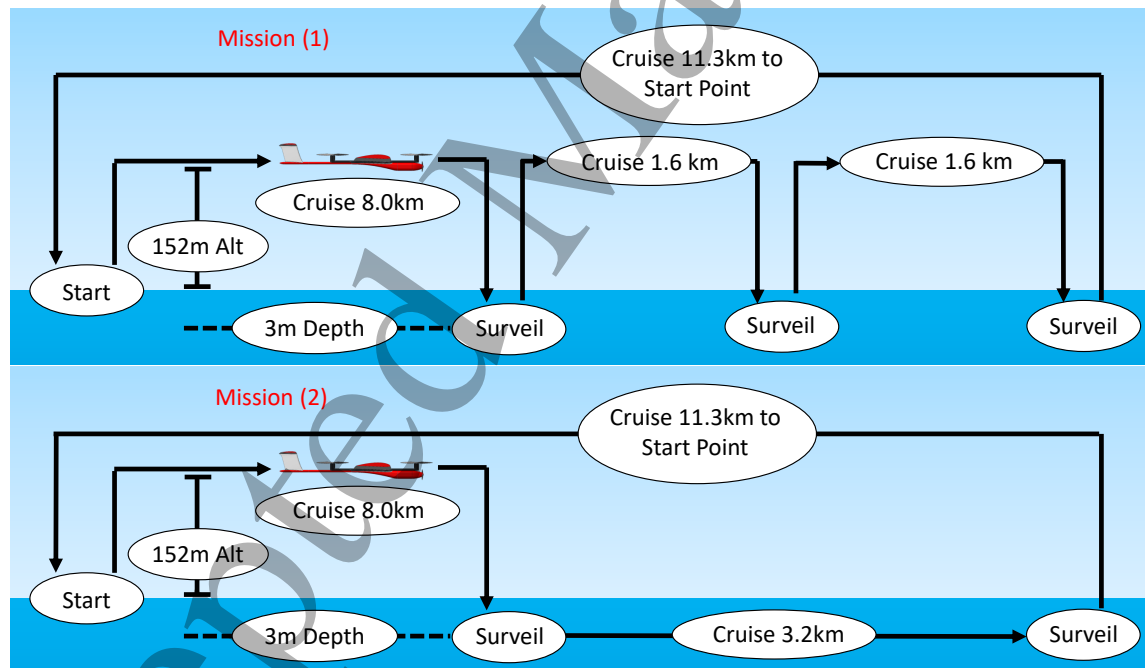 Mission (1)
Cruise 11.3km to
Start Point
Cruise 1.6 km
Cruise 1.6 km
Cruise 8.0km
152m Alt
Start
3m Depth
Surveil
Surveil
Surveil
Mission (2)
Cruise 11.3km to
Start Point
Cruise 8.0km
152m Alt
Start
3m Depth
Surveil
Cruise 3.2km
Surveil